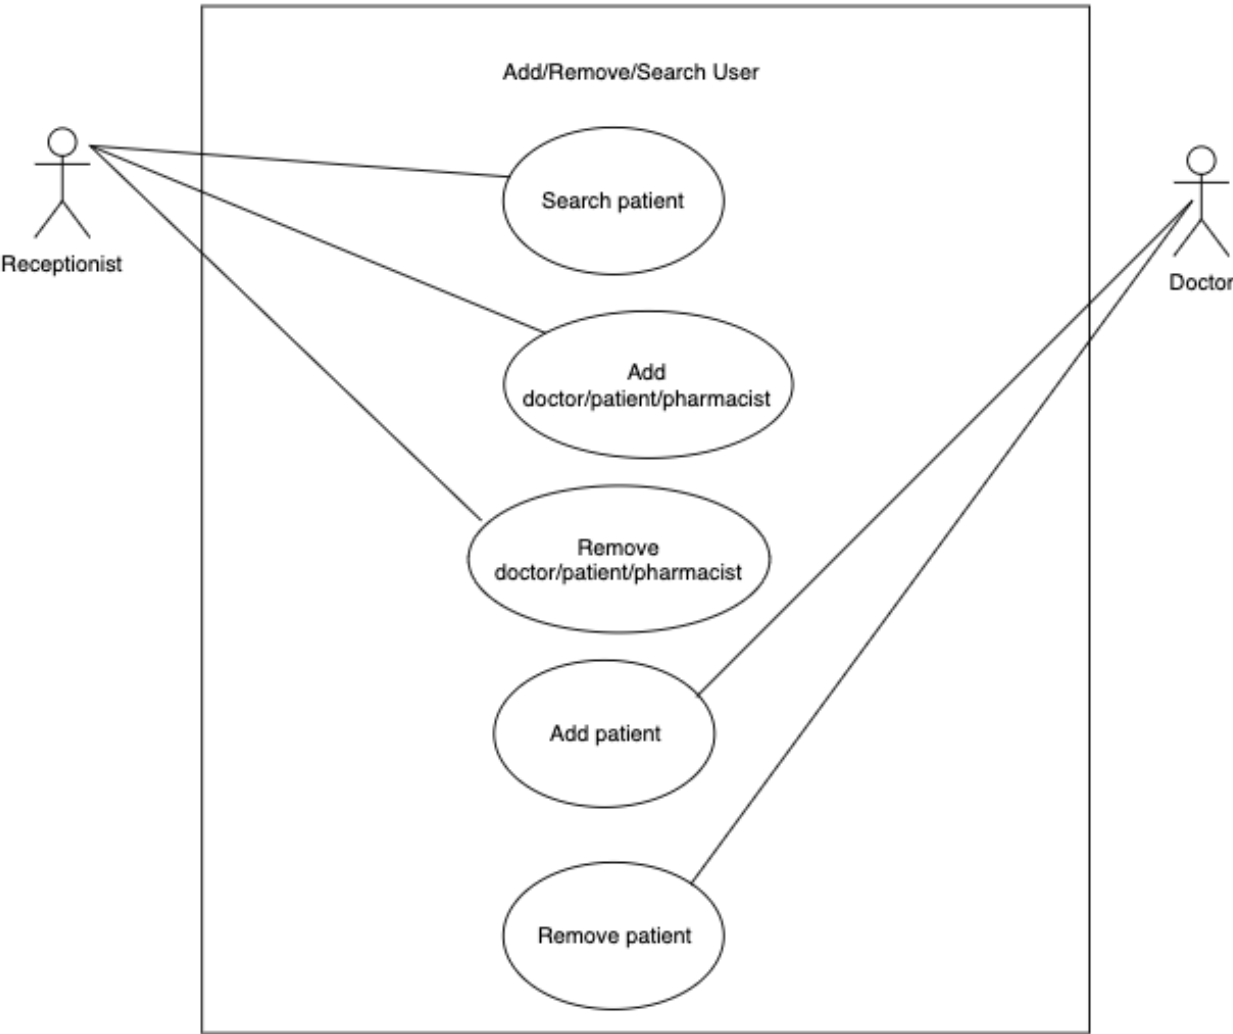 Add/Remove/Search User
Receptionist
Search patient
Doctor
Add
doctor/patient/pharmacist
Remove
doctor/patient/pharmacist
Add patient
Remove patient